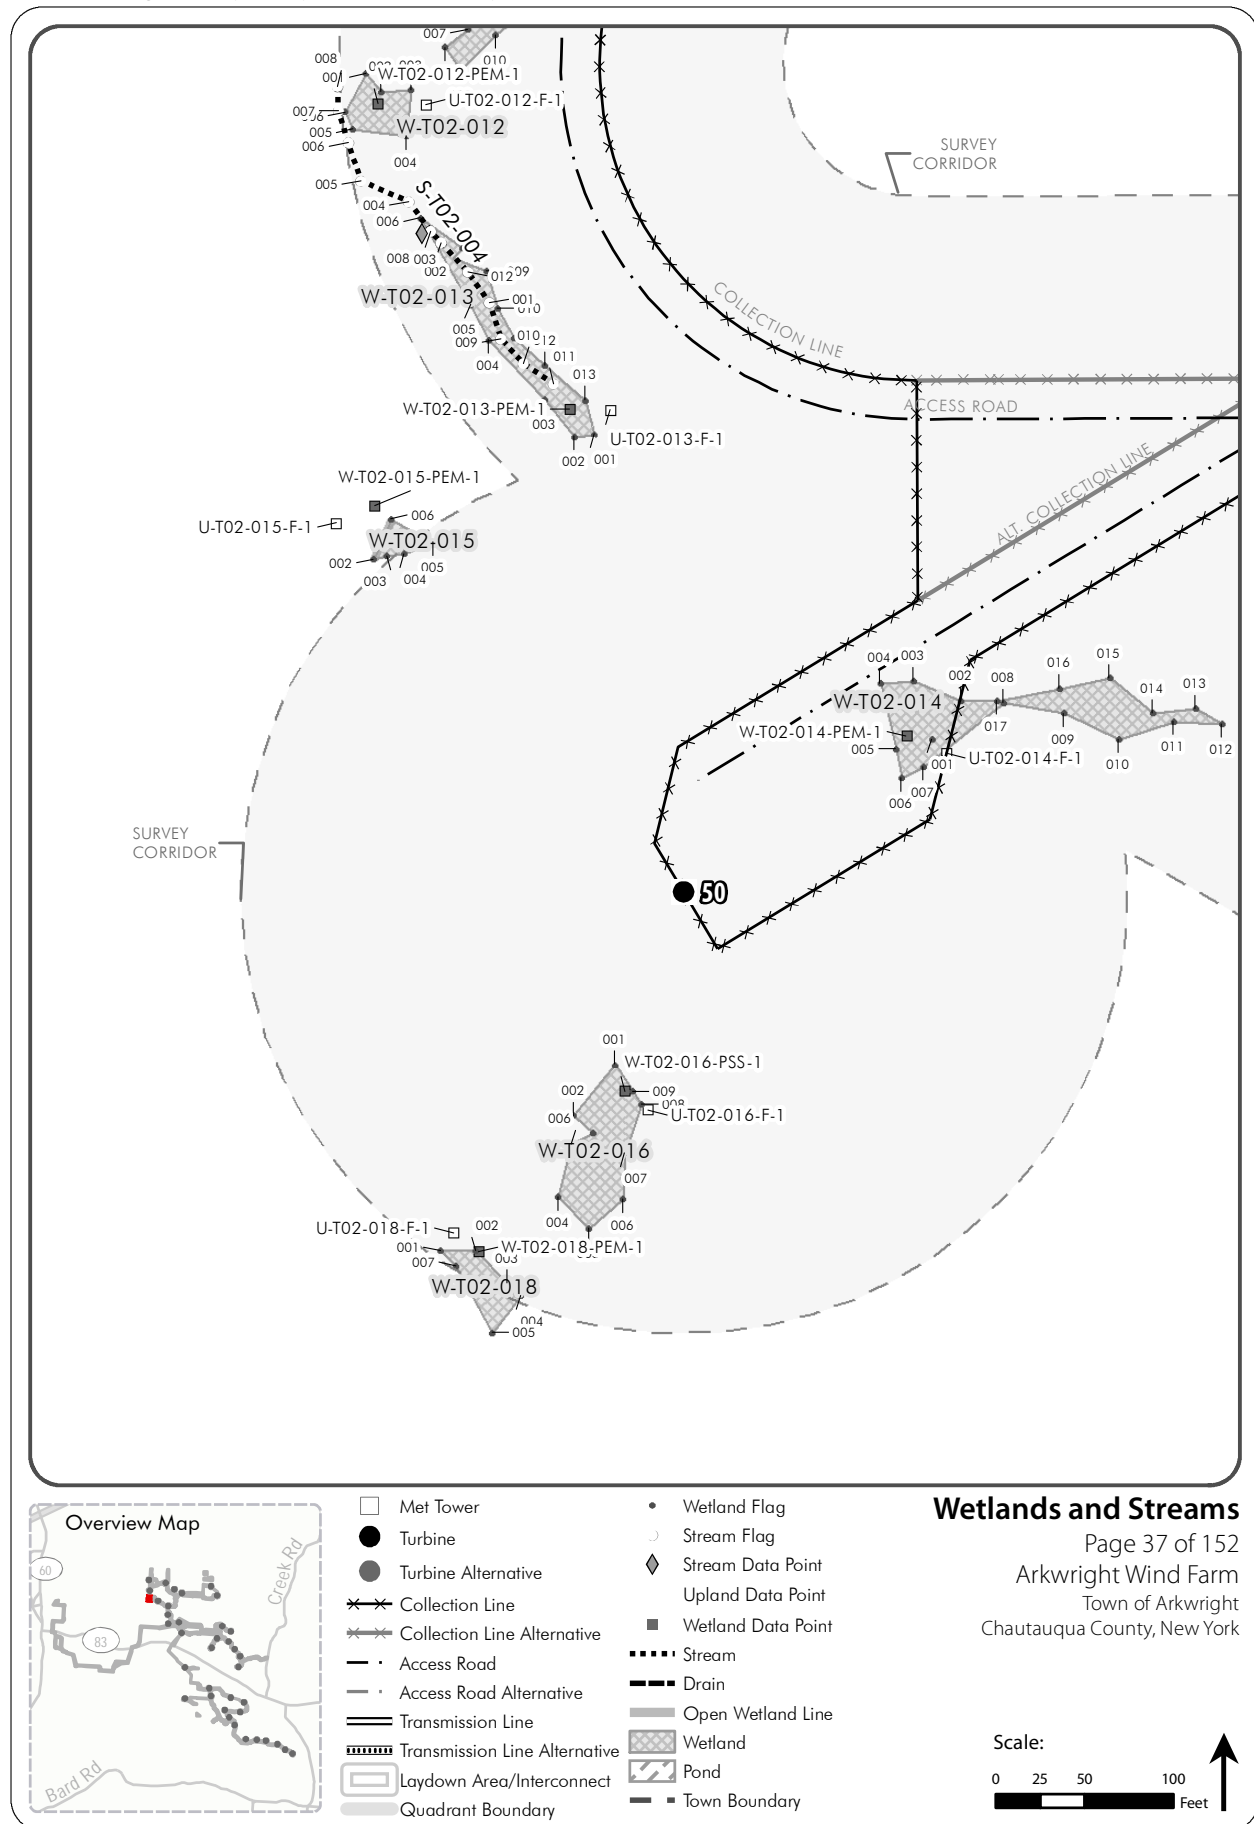 007
010
008
W-T02-012-PEM-1
U-T02-012-F-1
007
005
W-T02-012
006
004
SURVEY
CORRIDOR
005
S-T02-004
004
006
008
003
002
012
W-T02-013
001
010
005
009
010
012
004
011
013
COLLECTION LINE
ACCESS ROAD
W-T02-013-PEM-1
003
U-T02-013-F-1
002
001
ALT. COLLECTION LINE
W-T02-015-PEM-1
006
U-T02-015-F-1
W-T02-015
002
003
004
005
004
003
002
008
016
015
014
013
W-T02-014
017
W-T02-014-PEM-1
005
001
U-T02-014-F-1
009
010
011
012
006
007
SURVEY
CORRIDOR
50
001
W-T02-016-PSS-1
002
009
008
006
U-T02-016-F-1
W-T02-016
007
004
006
U-T02-018-F-1
002
001
W-T02-018-PEM-1
007
003
W-T02-018
004
005
Overview Map
60
83
Creek Rd
Bard Rd
Met Tower
Turbine
Turbine Alternative
Collection Line
Collection Line Alternative
Access Road
Access Road Alternative
Transmission Line
Transmission Line Alternative
Laydown Area/Interconnect
Quadrant Boundary
Wetland Flag
Stream Flag
Stream Data Point
Upland Data Point
Wetland Data Point
Stream
Drain
Open Wetland Line
Wetland
Pond
Town Boundary
Wetlands and Streams
Page 37 of 152
Arkwright Wind Farm
Town of Arkwright
Chautauqua County, New York
Scale:
0 25 50 100
Feet